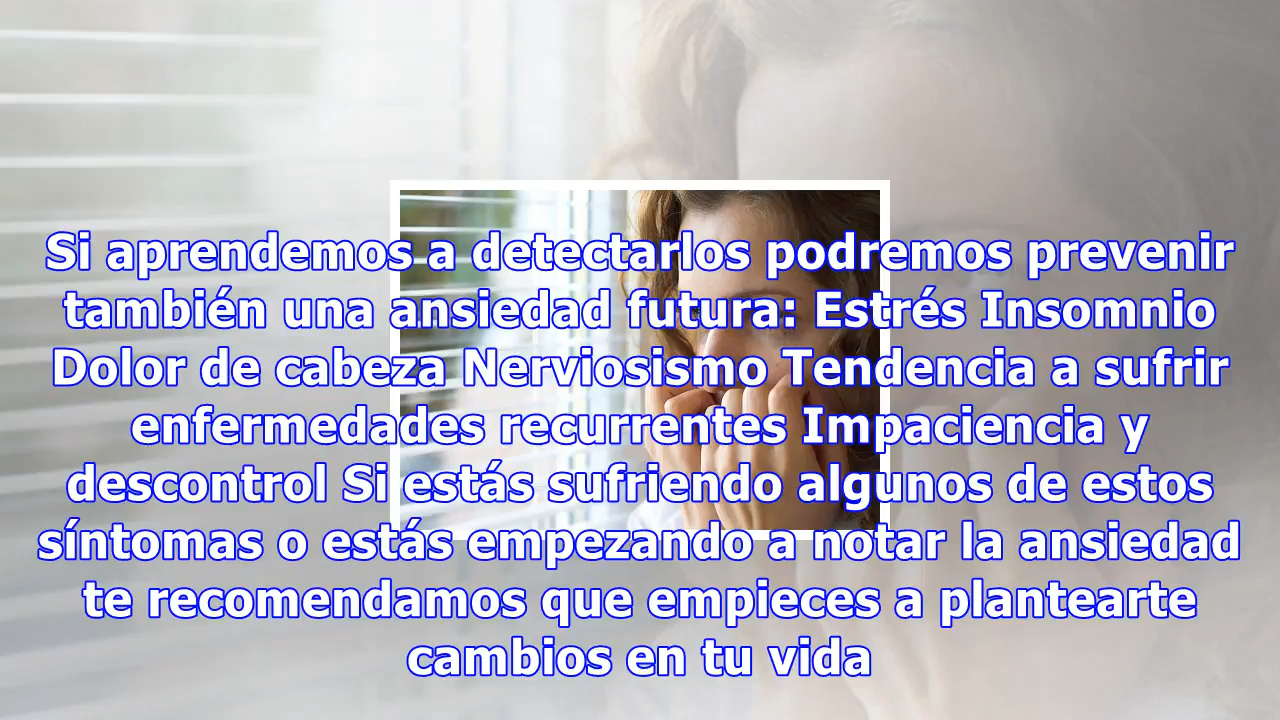 Si aprendemos a detectarlos podremos prevenir
también una ansiedad futura: Estrés Insomnio
Dolor de cabeza Nerviosismo Tendencia a sufrir
enfermedades recurrentes Impaciencia y
descontrol Si estás sufriendo algunos de estos
síntomas o estás empezando a notar la ansiedad
te recomendamos que empieces a plantearte
cambios en tu vida